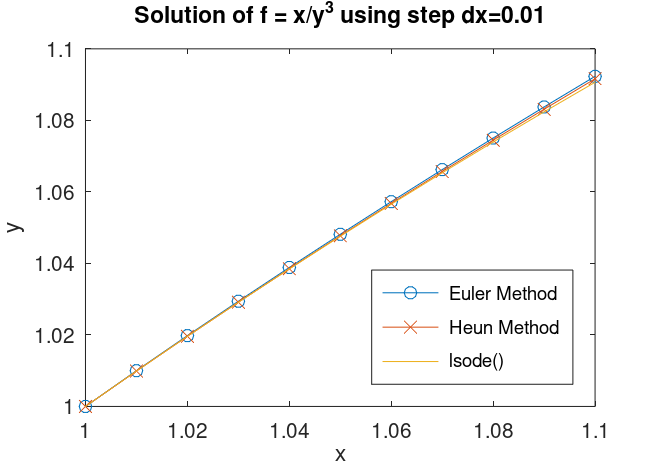 Solution of f = x/y³ using step dx=0.01
1.1
1.08
1.06
1.04
1.02
1
y
1 1.02 1.04 1.06 1.08 1.1
x
Euler Method
Heun Method
lsode()